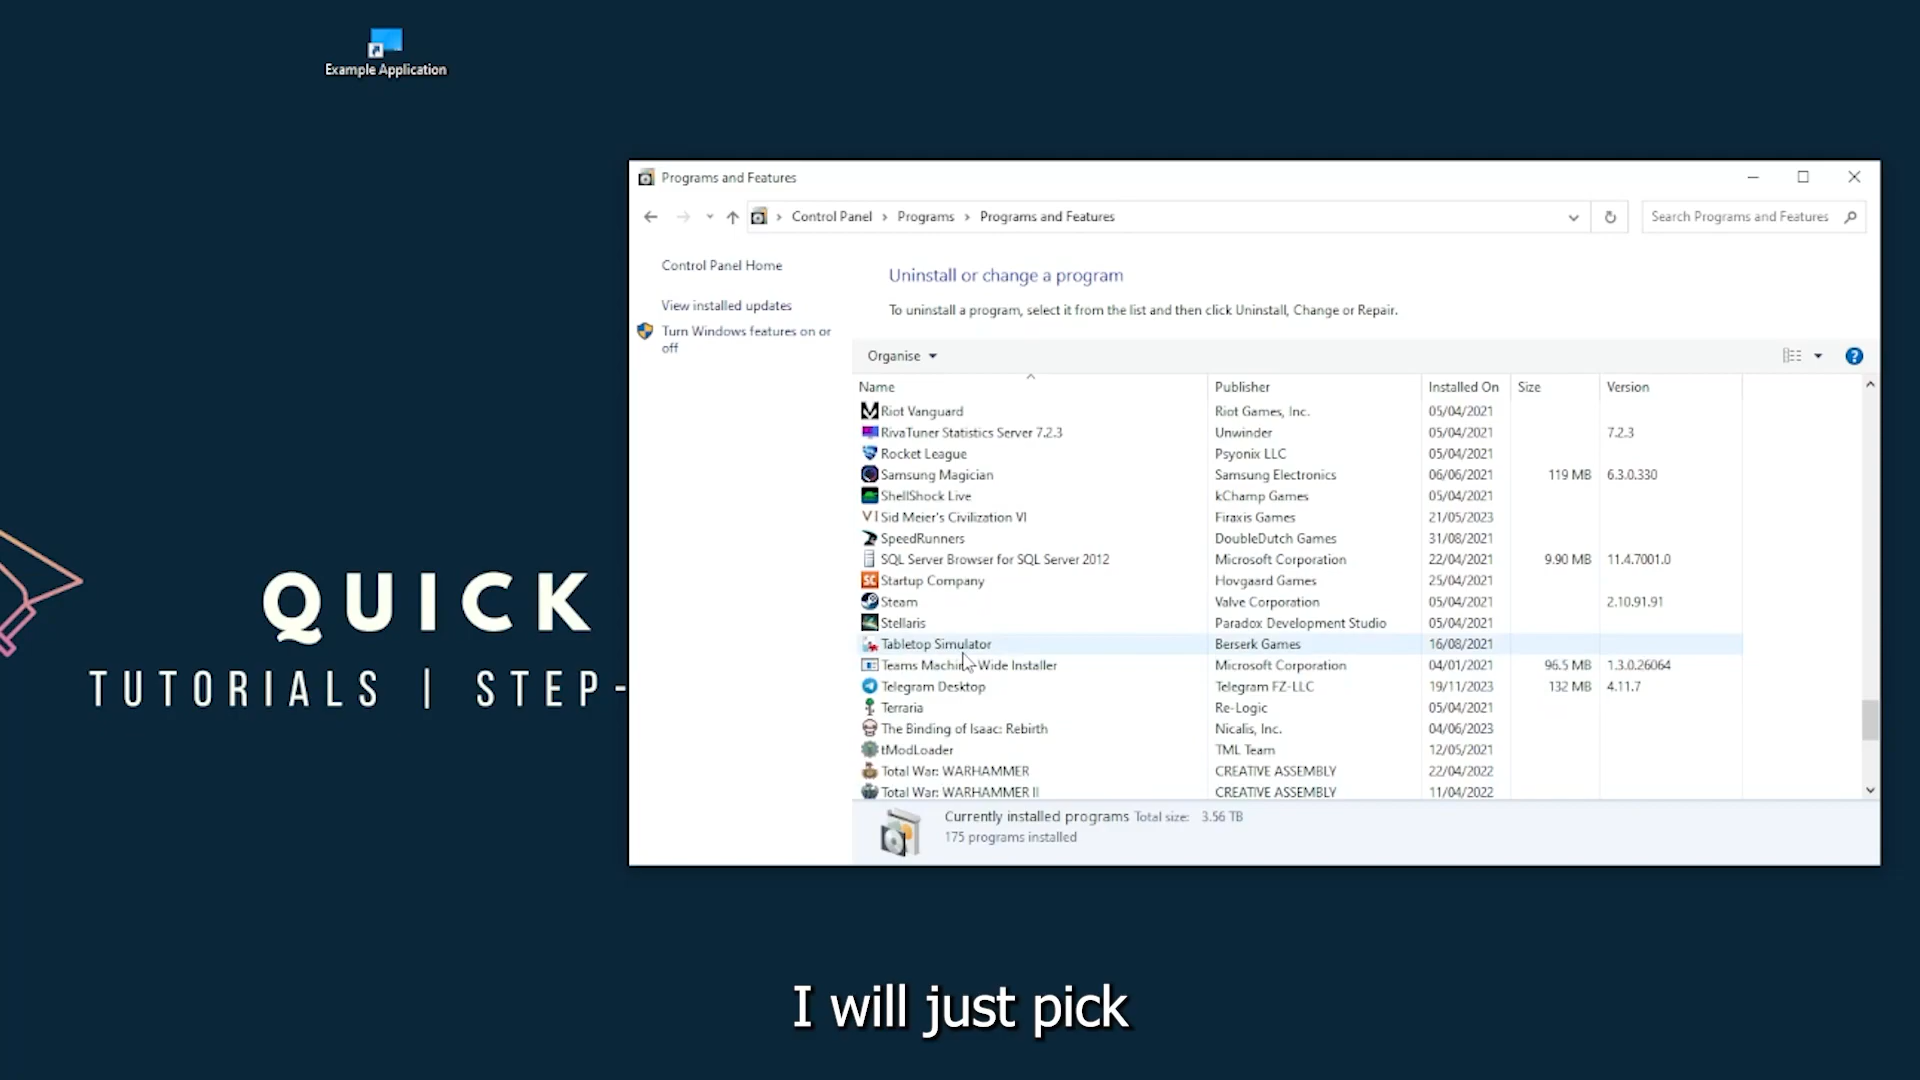 Example Application
QUICK
TUTORIALS | STEP-
Programs and Features
Control Panel > Programs > Programs and Features
Search Programs and Features
Control Panel Home
View installed updates
Turn Windows features on or
off
Uninstall or change a program
To uninstall a program, select it from the list and then click Uninstall, Change or Repair.
Organise
Name Publisher Installed On Size Version
Riot Vanguard Riot Games, Inc. 05/04/2021
RivaTuner Statistics Server 7.2.3 Unwinder 05/04/2021 7.2.3
Rocket League Psyonix LLC 05/04/2021
Samsung Magician Samsung Electronics 06/06/2021 119 MB 6.3.0.330
ShellShock Live kChamp Games 05/04/2021
VI Sid Meier's Civilization VI Firaxis Games 21/05/2023
SpeedRunners DoubleDutch Games 31/08/2021
SQL Server Browser for SQL Server 2012 Microsoft Corporation 22/04/2021 9.90 MB 11.4.7001.0
SC Startup Company Hovgaard Games 25/04/2021
Steam Valve Corporation 05/04/2021 2.10.91.91
Stellaris Paradox Development Studio 05/04/2021
Tabletop Simulator Berserk Games 16/08/2021
Teams Machine-Wide Installer Microsoft Corporation 04/01/2021 96.5 MB 1.3.0.26064
Telegram Desktop Telegram FZ-LLC 19/11/2023 132 MB 4.11.7
Terraria Re-Logic 05/04/2021
The Binding of Isaac: Rebirth Nicalis, Inc. 04/06/2023
tModLoader TML Team 12/05/2021
Total War: WARHAMMER CREATIVE ASSEMBLY 22/04/2022
Total War: WARHAMMER II CREATIVE ASSEMBLY 11/04/2022
Currently installed programs Total size: 3.56 TB
175 programs installed
I will just pick